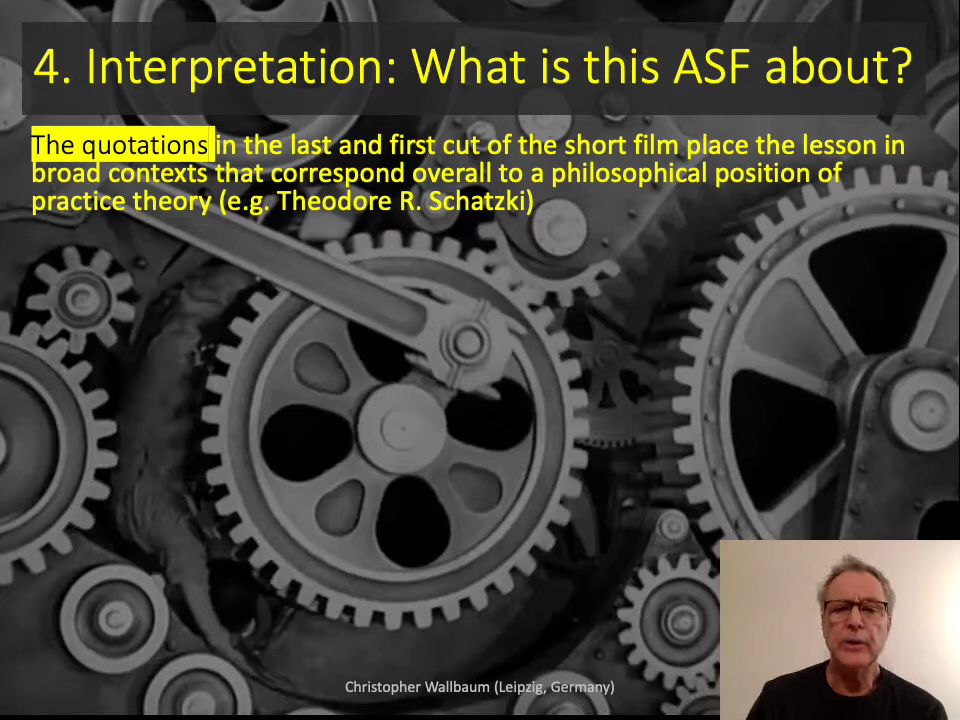 4. Interpretation: What is this ASF about?
The quotations in the last and first cut of the short film place the lesson in
broad contexts that correspond overall to a philosophical position of
practice theory (e.g. Theodore R. Schatzki)
Christopher Wallbaum (Leipzig, Germany)